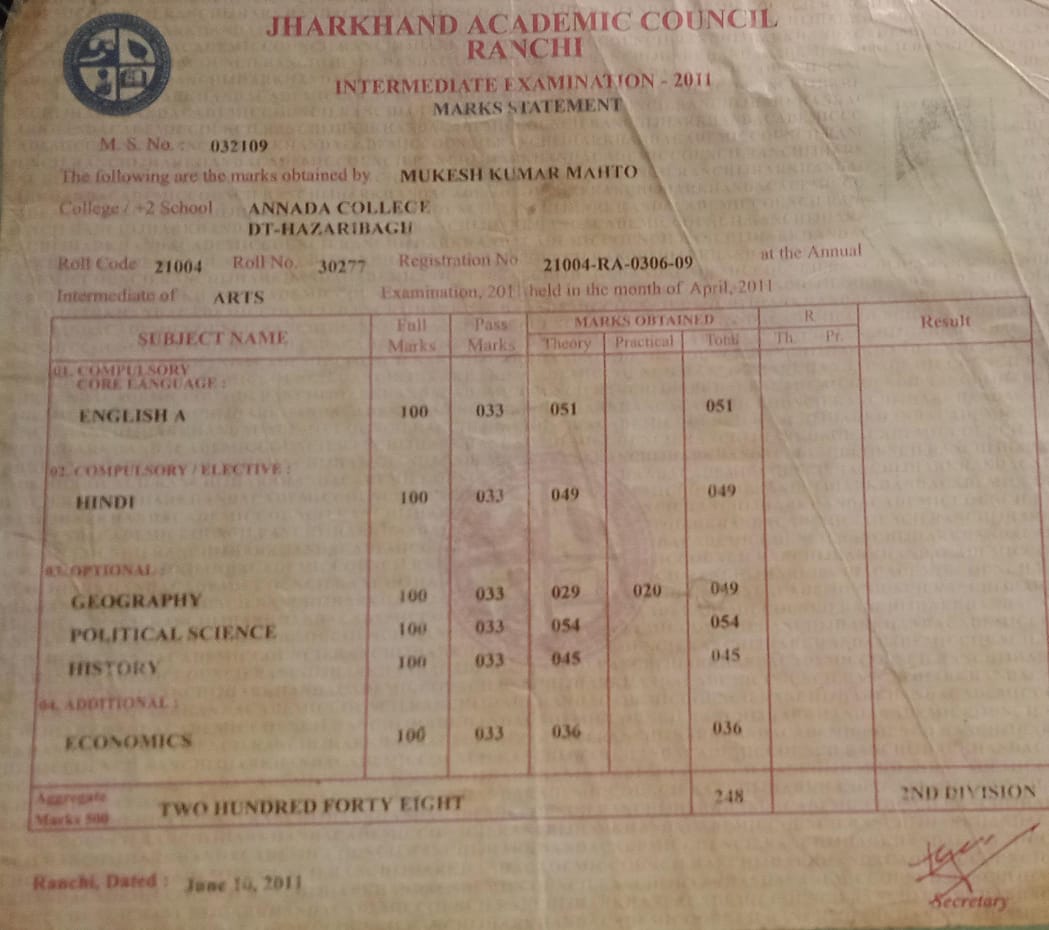 JHARKHAND ACADEMIC COUNCIL
RANCHI
INTERMEDIATE EXAMINATION - 2011
MARKS STATEMENT
M. S. No. 032109
The following are the marks obtained by MUKESH KUMAR MAHTO
College / +2 School ANNADA COLLEGE
DT-HAZARIBAGH
Roll Code 21004 Roll No. 30277 Registration No 21004-RA-0306-09 at the Annual
Intermediate of ARTS Examination, 2011 held in the month of April, 2011
SUBJECT NAME Full Marks Pass Marks MARKS OBTAINED R Result
Theory Practical Total Th. Pr.
01. COMPULSORY
CORE LANGUAGE :
ENGLISH A 100 033 051 051
02. COMPULSORY / ELECTIVE :
HINDI 100 033 049 049
03. OPTIONAL :
GEOGRAPHY 100 033 029 020 049
POLITICAL SCIENCE 100 033 054 054
HISTORY 100 033 045 045
04. ADDITIONAL :
ECONOMICS 100 033 036 036
Aggregate
Marks 500 TWO HUNDRED FORTY EIGHT 248 2ND DIVISION
Ranchi, Dated : June 10, 2011
Secretary